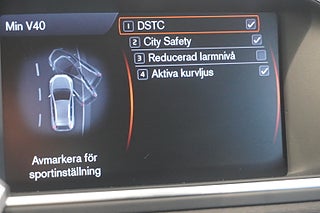 Min V40
1 DSTC
2 City Safety
3 Reducerad larmnivå
4 Aktiva kurvljus
Avmarkera för
sportinställning